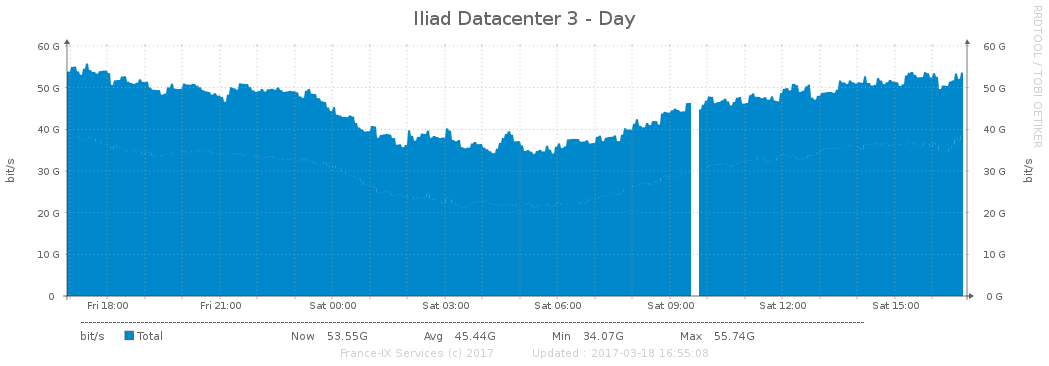 Iliad Datacenter 3 - Day
RRDTOOL / TOBI OETIKER
60 G 60 G
50 G 50 G
40 G 40 G
30 G 30 G
20 G 20 G
10 G 10 G
0 0 G
bit/s bit/s
Fri 18:00 Fri 21:00 Sat 00:00 Sat 03:00 Sat 06:00 Sat 09:00 Sat 12:00 Sat 15:00
bit/s Total Now 53.55G Avg 45.44G Min 34.07G Max 55.74G
France-IX Services (c) 2017 Updated : 2017-03-18 16:55:08